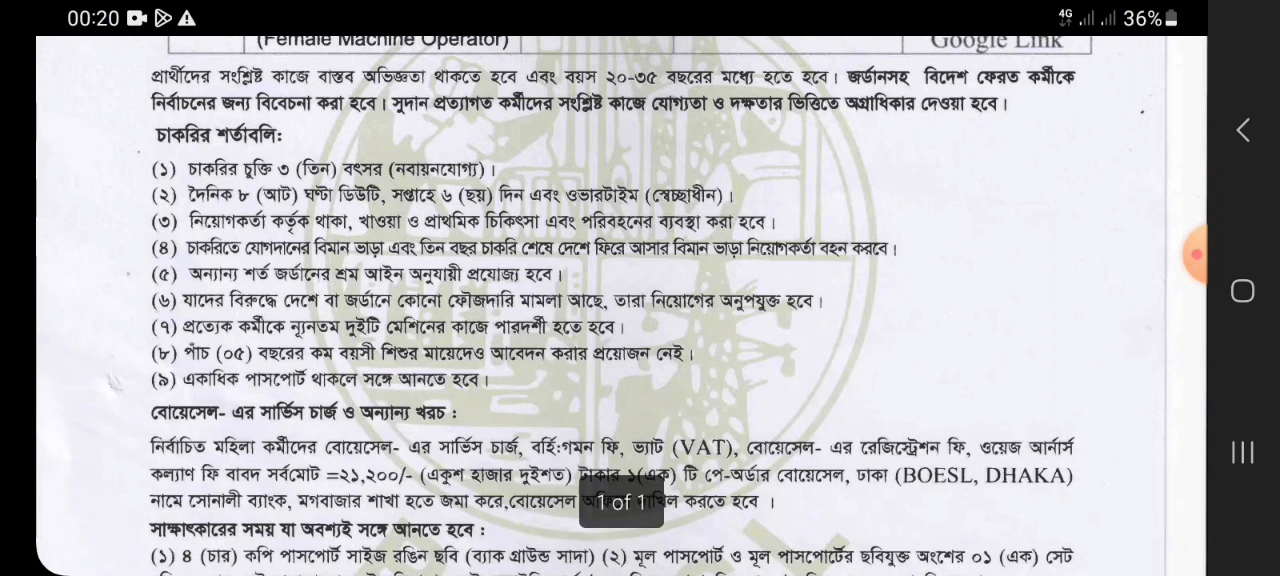 00:20 4G 36%
(Female Machine Operator) Google Link
প্রার্থীদের সংশ্লিষ্ট কাজে বাস্তব অভিজ্ঞতা থাকতে হবে এবং বয়স ২০-৩৫ বছরের মধ্যে হতে হবে। জর্ডানসহ বিদেশ ফেরত কর্মীকে
নির্বাচনের জন্য বিবেচনা করা হবে। সুদান প্রত্যাগত কর্মীদের সংশ্লিষ্ট কাজে যোগ্যতা ও দক্ষতার ভিত্তিতে অগ্রাধিকার দেওয়া হবে।
চাকরির শর্তাবলি:
(১) চাকরির চুক্তি ৩ (তিন) বৎসর (নবায়নযোগ্য)।
(২) দৈনিক ৮ (আট) ঘণ্টা ডিউটি, সপ্তাহে ৬ (ছয়) দিন এবং ওভারটাইম (স্বেচ্ছাধীন)।
(৩) নিয়োগকর্তা কর্তৃক থাকা, খাওয়া ও প্রাথমিক চিকিৎসা এবং পরিবহনের ব্যবস্থা করা হবে।
(৪) চাকরিতে যোগদানের বিমান ভাড়া এবং তিন বছর চাকরি শেষে দেশে ফিরে আসার বিমান ভাড়া নিয়োগকর্তা বহন করবে।
(৫) অন্যান্য শর্ত জর্ডানের শ্রম আইন অনুযায়ী প্রযোজ্য হবে।
(৬) যাদের বিরুদ্ধে দেশে বা জর্ডানে কোনো ফৌজদারি মামলা আছে, তারা নিয়োগের অনুপযুক্ত হবে।
(৭) প্রত্যেক কর্মীকে ন্যূনতম দুইটি মেশিনের কাজে পারদর্শী হতে হবে।
(৮) পাঁচ (০৫) বছরের কম বয়সী শিশুর মায়েদেও আবেদন করার প্রয়োজন নেই।
(৯) একাধিক পাসপোর্ট থাকলে সঙ্গে আনতে হবে।
বোয়েসেল- এর সার্ভিস চার্জ ও অন্যান্য খরচ :
নির্বাচিত মহিলা কর্মীদের বোয়েসেল- এর সার্ভিস চার্জ, বর্হি:গমন ফি, ভ্যাট (VAT), বোয়েসেল- এর রেজিস্ট্রেশন ফি, ওয়েজ আর্নার্স
কল্যাণ ফি বাবদ সর্বমোট =২১,২০০/- (একুশ হাজার দুইশত) টাকার ১(এক) টি পে-অর্ডার বোয়েসেল, ঢাকা (BOESL, DHAKA)
নামে সোনালী ব্যাংক, মগবাজার শাখা হতে জমা করে,বোয়েসেল করতে হবে ।
1 of 1
সাক্ষাৎকারের সময় যা অবশ্যই সঙ্গে আনতে হবে :
(১) ৪ (চার) কপি পাসপোর্ট সাইজ রঙিন ছবি (ব্যাক গ্রাউন্ড সাদা) (২) মূল পাসপোর্ট ও মূল পাসপোর্টের ছবিযুক্ত অংশের ০১ (এক) সেট